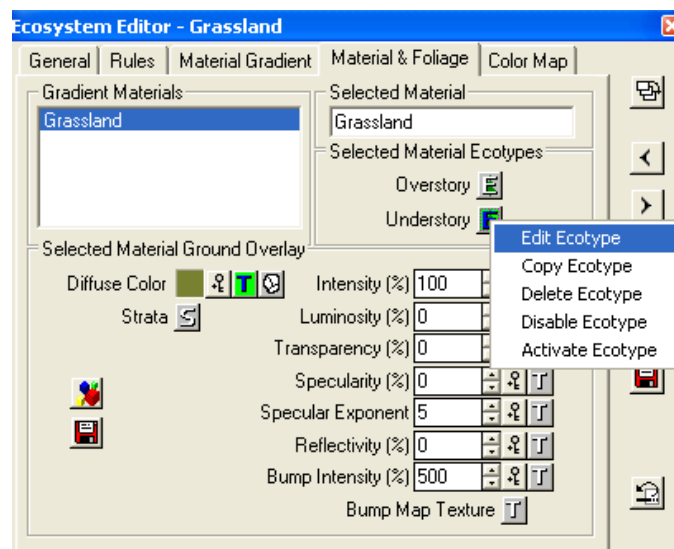 Ecosystem Editor - Grassland
General Rules Material Gradient Material & Foliage Color Map
Gradient Materials
Grassland
Selected Material
Grassland
Selected Material Ecotypes
Overstory
Understory
Edit Ecotype
Copy Ecotype
Delete Ecotype
Disable Ecotype
Activate Ecotype
Selected Material Ground Overlay
Diffuse Color T
Strata
Intensity (%) 100
Luminosity (%) 0
Transparency (%) 0
Specularity (%) 0 T
Specular Exponent 5 T
Reflectivity (%) 0 T
Bump Intensity (%) 500 T
Bump Map Texture T